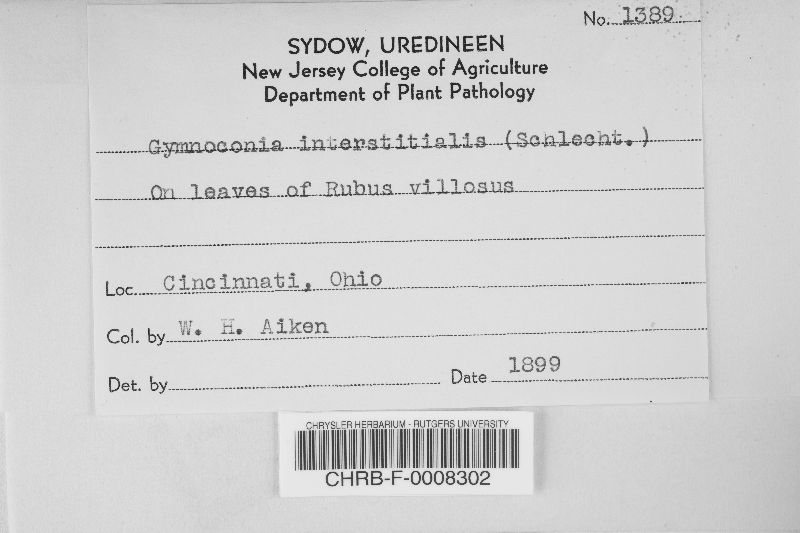 No. 1389
SYDOW, UREDINEEN
New Jersey College of Agriculture
Department of Plant Pathology
Gymnoconia interstitialis (Schlecht.)
On leaves of Rubus villosus
Loc. Cincinnati, Ohio
Col. by W. H. Aiken
Det. by
Date 1899
CHRYSLER HERBARIUM - RUTGERS UNIVERSITY
CHRB-F-0008302